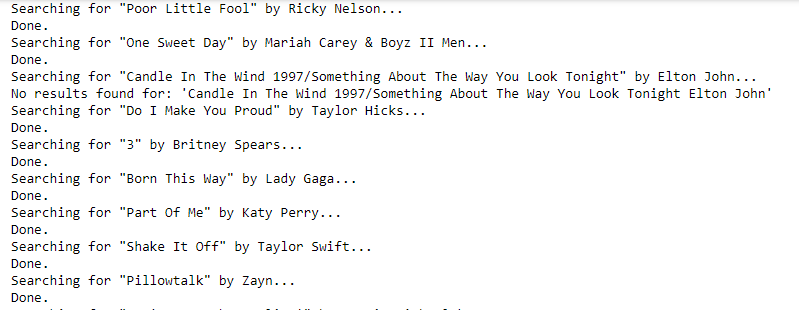 Searching for "Poor Little Fool" by Ricky Nelson...
Done.
Searching for "One Sweet Day" by Mariah Carey & Boyz II Men...
Done.
Searching for "Candle In The Wind 1997/Something About The Way You Look Tonight" by Elton John...
No results found for: 'Candle In The Wind 1997/Something About The Way You Look Tonight Elton John'
Searching for "Do I Make You Proud" by Taylor Hicks...
Done.
Searching for "3" by Britney Spears...
Done.
Searching for "Born This Way" by Lady Gaga...
Done.
Searching for "Part Of Me" by Katy Perry...
Done.
Searching for "Shake It Off" by Taylor Swift...
Done.
Searching for "Pillowtalk" by Zayn...
Done.